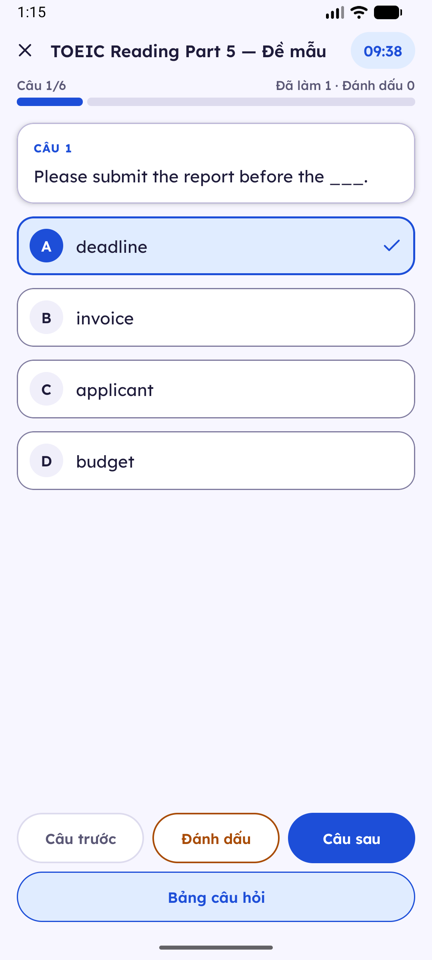 1:15
TOEIC Reading Part 5 — Đề mẫu
09:38
Câu 1/6
Đã làm 1 · Đánh dấu 0
CÂU 1
Please submit the report before the ___.
A deadline
B invoice
C applicant
D budget
Câu trước
Đánh dấu
Câu sau
Bảng câu hỏi